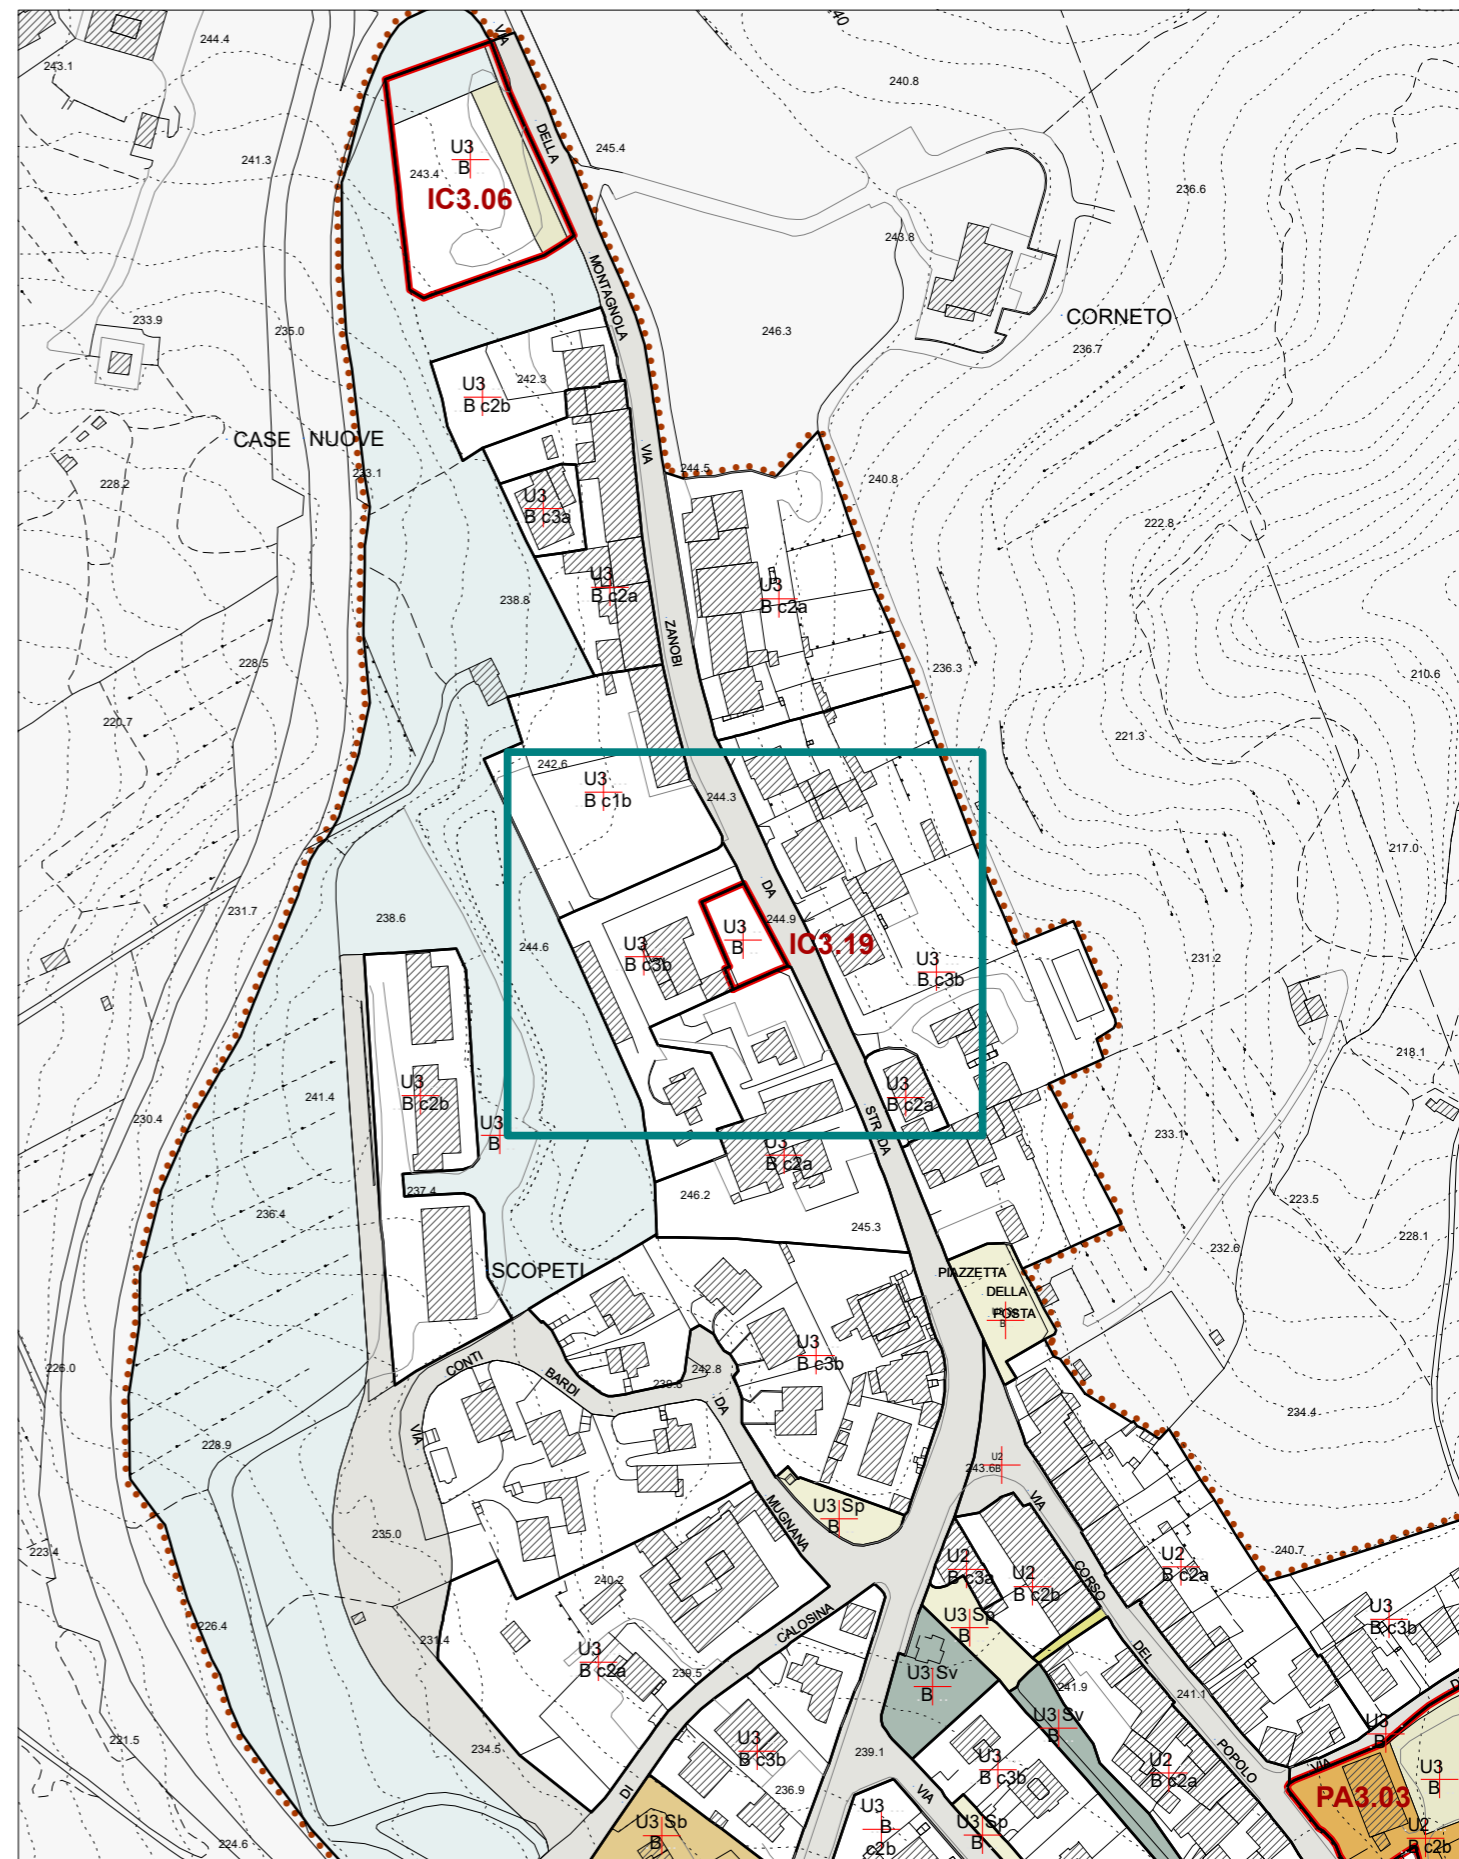 244.4
243.1
241.3
VIA
DELLA
245.4
240.8
40
U3
B
243.4
IC3.06
236.6
243.8
233.9
235.0
MONTAGNOLA
246.3
CORNETO
236.7
U3
B c2b
242.3
CASE NUOVE
VIA
233.1
244.5
240.8
228.2
U3
B c3a
222.8
238.8
U3
B c2a
U3
B c2a
ZANOBI
228.5
236.3
210.6
220.7
221.3
242.6
U3
B c1b
244.3
217.0
231.7
238.6
DA
244.9
U3
B
IC3.19
244.6
U3
B c3b
U3
B c3b
231.2
218.1
241.4
U3
B c2b
U3
B c2a
230.4
U3
B
STRADA
233.1
U3
B c2a
237.4
236.4
246.2
245.3
223.5
228.1
232.6
SCOPETI
PIAZZETTA
DELLA
POSTA
B
226.0
CONTI
BARDI
242.8
239.8
U3
B c3b
DA
VIA
234.4
228.9
U2
243.6
B
VIA
235.0
MUGNANA
U3 Sp
B
223.4
240.2
U2
B c3a
U2
B c2b
CORSO
U2
B c2a
240.7
226.4
231.4
CALOSINA
U3 Sp
B
U3
B c3b
DEL
U3
B c2a
239.5
U3 Sv
B
241.9
241.1
221.5
234.5
U3
B c3b
239.1
U3 Sv
B
U3
B c3b
U2
B c2a
POPOLO
U3
B
VIA
U3
B
PA3.03
DI
236.9
VIA
U3
B
c2b
U3 Sb
B
U3 Sp
B
U2
B c2b
224.6